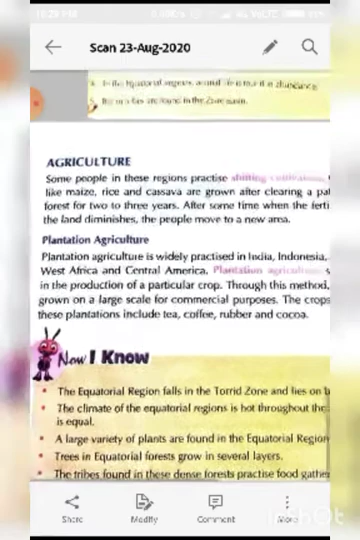 Scan 23-Aug-2020
in the
AGRICULTURE
Some people in these regions practise shifting cultivation,
like maize, rice and cassava are grown after clearing a pat
forest for two to three years. After some time when the ferti
the land diminishes, the people move to a new area.
Plantation Agriculture
Plantation agriculture is widely practised in India, Indonesia,
West Africa and Central America. Plantation agriculture s
in the production of a particular crop. Through this method,
grown on a large scale for commercial purposes. The crops
these plantations include tea, coffee, rubber and cocoa.
Now I Know
• The Equatorial Region falls in the Torrid Zone and lies on b
• The climate of the equatorial regions is hot throughout the
is equal.
• A large variety of plants are found in the Equatorial Region
• Trees in Equatorial forests grow in several layers.
• The tribes found in these dense forests practise food gather
Share Modify Comment More